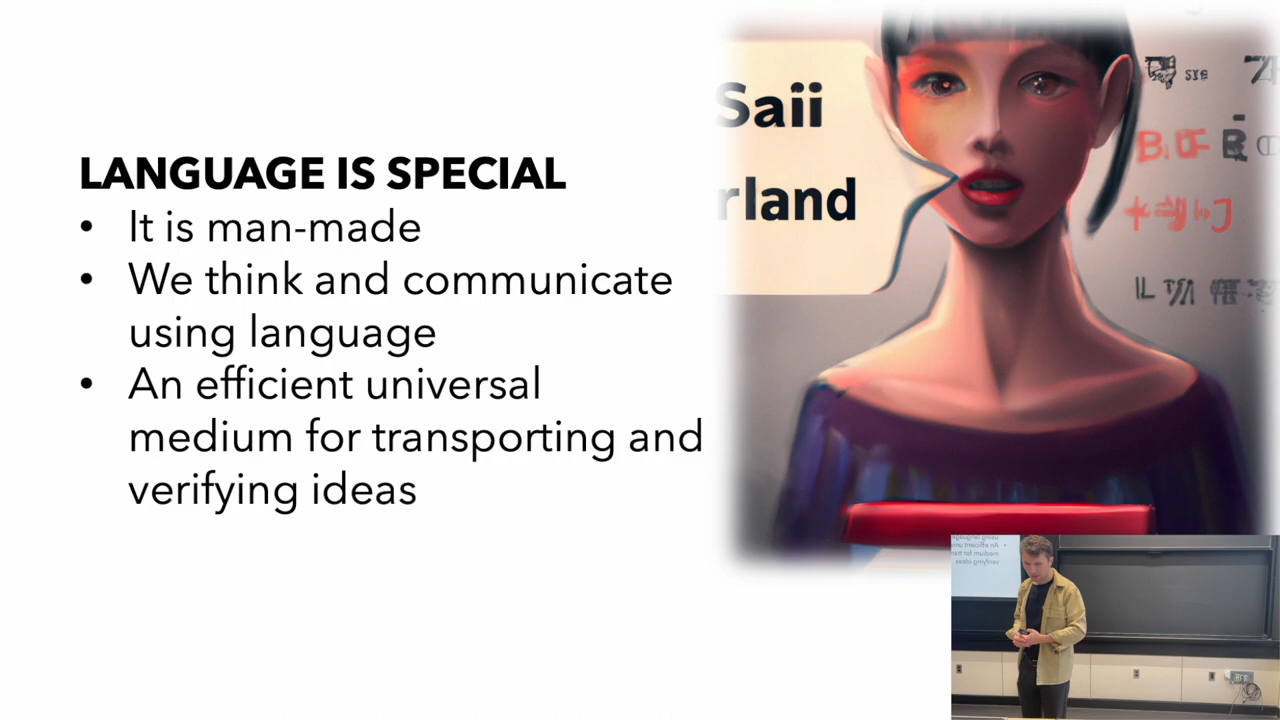 LANGUAGE IS SPECIAL
• It is man-made
• We think and communicate
using language
• An efficient universal
medium for transporting and
verifying ideas
Saii
rland